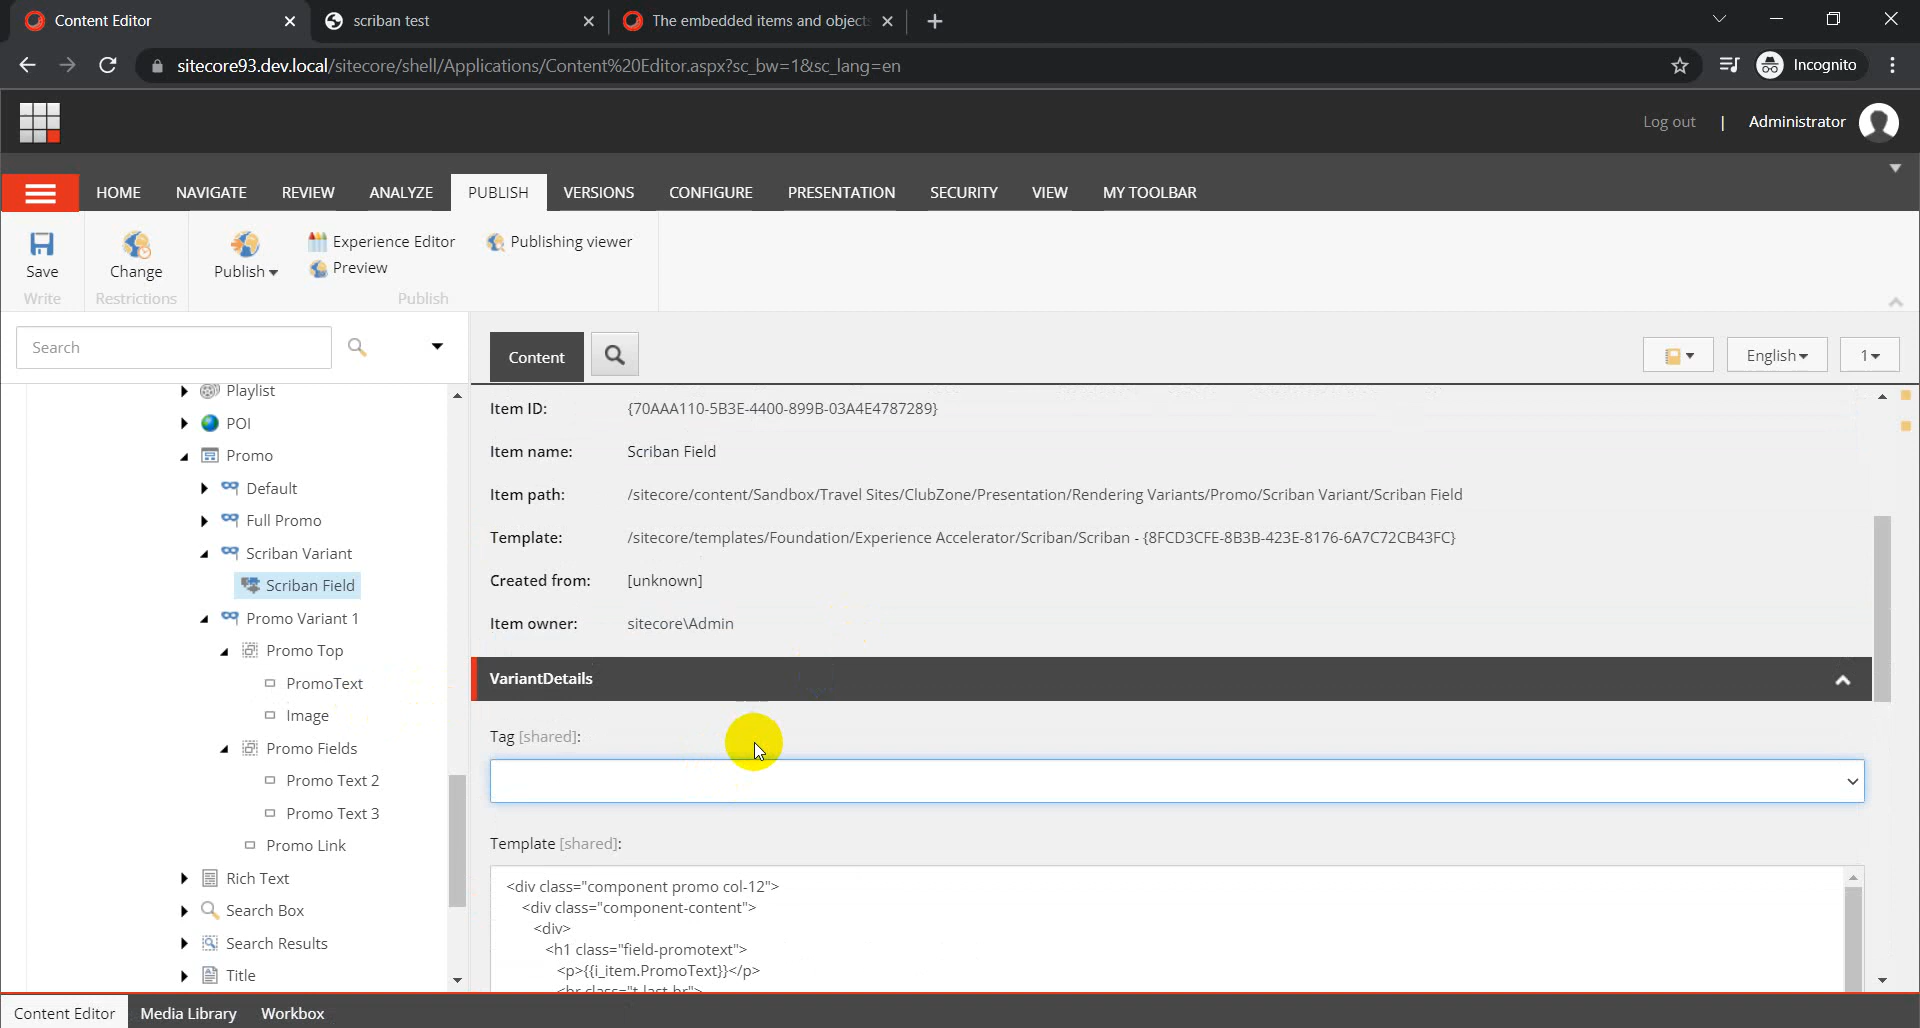 Content Editor
scriban test
The embedded items and objects
sitecore93.dev.local/sitecore/shell/Applications/Content%20Editor.aspx?sc_bw=1&sc_lang=en
Incognito
Log out | Administrator
HOME NAVIGATE REVIEW ANALYZE PUBLISH VERSIONS CONFIGURE PRESENTATION SECURITY VIEW MY TOOLBAR
Save
Write
Change
Restrictions
Publish
Experience Editor
Preview
Publishing viewer
Publish
Search
Content
English
1
Playlist
POI
Promo
Default
Full Promo
Scriban Variant
Scriban Field
Promo Variant 1
Promo Top
PromoText
Image
Promo Fields
Promo Text 2
Promo Text 3
Promo Link
Rich Text
Search Box
Search Results
Title
Item ID: {70AAA110-5B3E-4400-899B-03A4E4787289}
Item name: Scriban Field
Item path: /sitecore/content/Sandbox/Travel Sites/ClubZone/Presentation/Rendering Variants/Promo/Scriban Variant/Scriban Field
Template: /sitecore/templates/Foundation/Experience Accelerator/Scriban/Scriban - {8FCD3CFE-8B3B-423E-8176-6A7C72CB43FC}
Created from: [unknown]
Item owner: sitecore\Admin
VariantDetails
Tag [shared]:
Template [shared]:
<div class="component promo col-12">
<div class="component-content">
<div>
<h1 class="field-promotext">
<p>{{i_item.PromoText}}</p>
<hr class="t-last-hr">
Content Editor Media Library Workbox